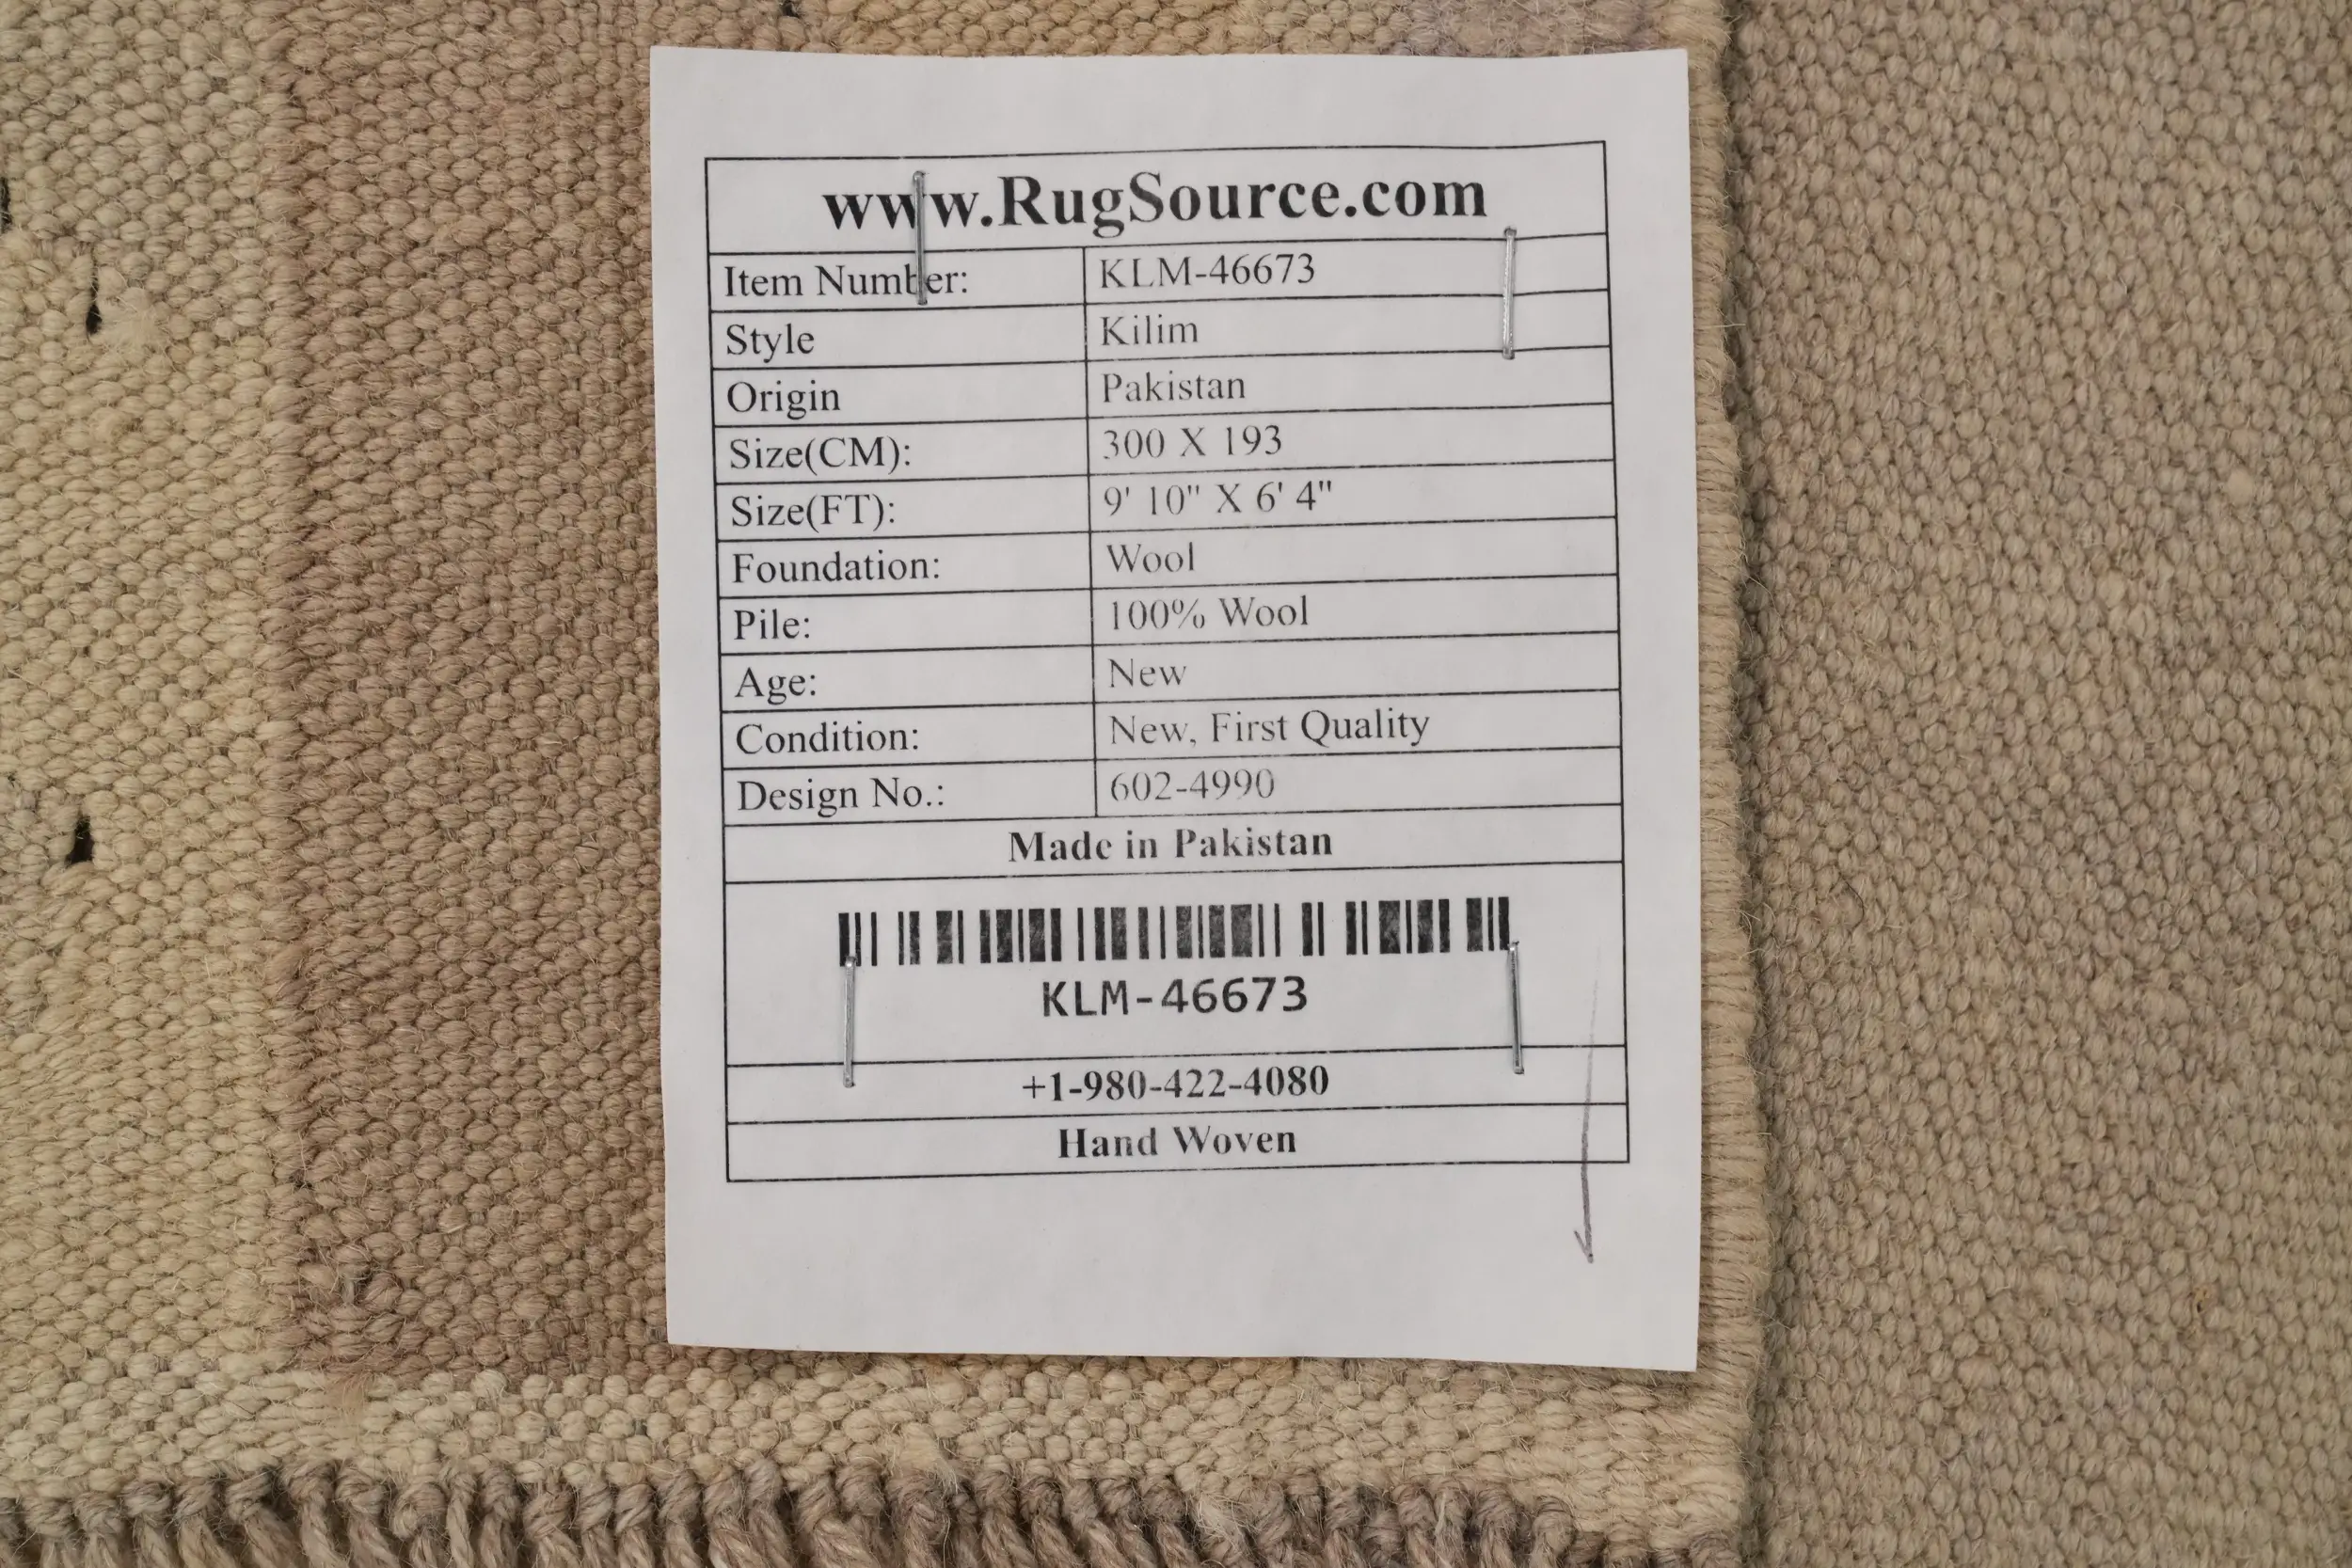 www.RugSource.com
Item Number: KLM-46673
Style Kilim
Origin Pakistan
Size(CM): 300 X 193
Size(FT): 9' 10" X 6' 4"
Foundation: Wool
Pile: 100% Wool
Age: New
Condition: New, First Quality
Design No.: 602-4990
Made in Pakistan
KLM-46673
+1-980-422-4080
Hand Woven